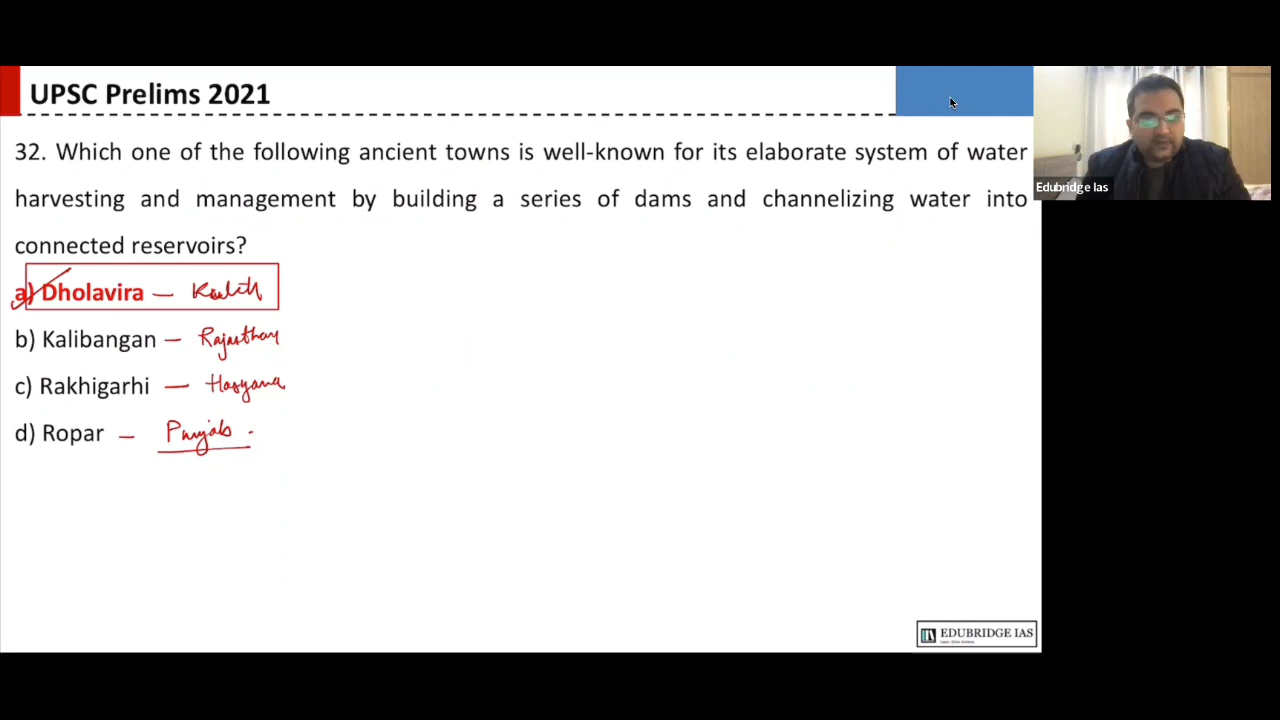 UPSC Prelims 2021
32. Which one of the following ancient towns is well-known for its elaborate system of water
harvesting and management by building a series of dams and channelizing water into
connected reservoirs?
a) Dholavira —
b) Kalibangan — Rajasthan
c) Rakhigarhi — Haryana
d) Ropar — Punjab
Edubridge Ias
EDUBRIDGE IAS